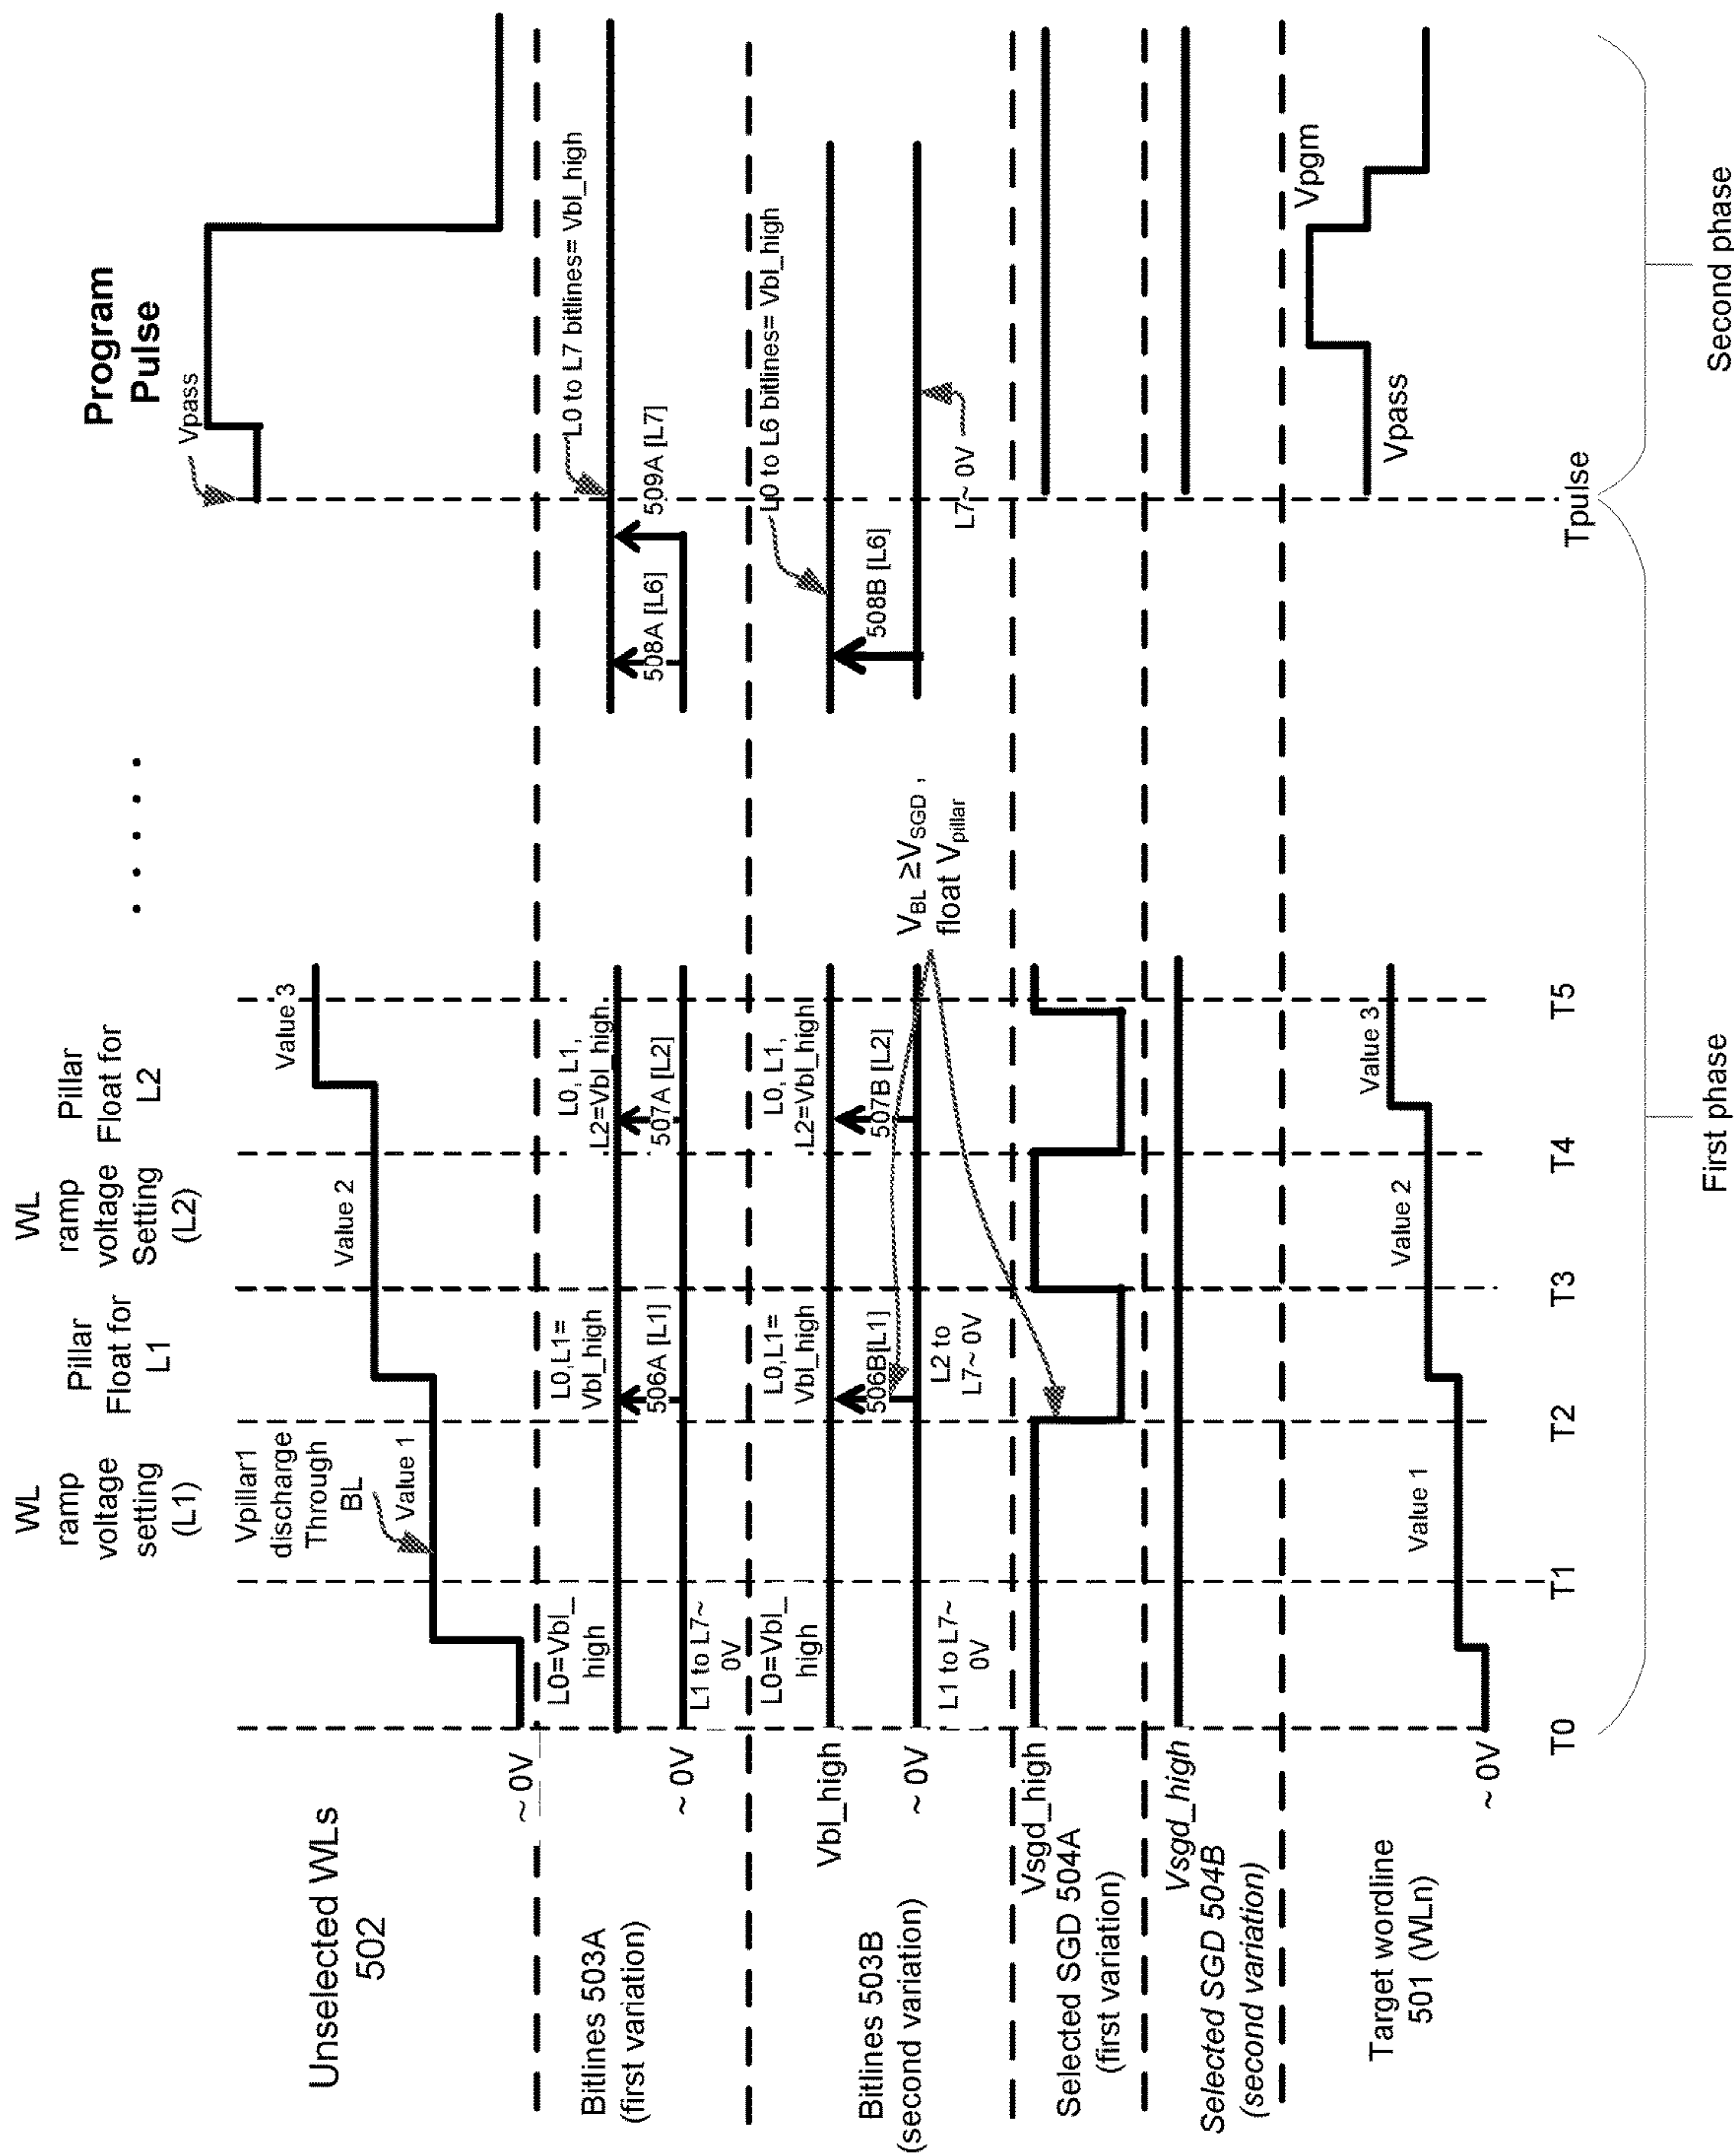 WL
ramp
voltage
setting
(L1)
Pillar
Float for
L1
WL
ramp
voltage
Setting
(L2)
Pillar
Float for
L2
. . . . .
Program
Pulse
Unselected WLs
502
~ 0V
Vpillar1
discharge
Through
BL
Value 1
Value 2
Value 3
Vpass
Bitlines 503A
(first variation)
~ 0V
L0=Vbl_
high
L1 to L7~
0V
L0,L1=
Vbl_high
506A [L1]
L0, L1,
L2=Vbl_high
507A [L2]
508A [L6]
509A [L7]
L0 to L7 bitlines= Vbl_high
Bitlines 503B
(second variation)
Vbl_high
~ 0V
L0=Vbl_
high
L1 to L7~
0V
L0,L1=
Vbl_high
506B[L1]
L2 to
L7~ 0V
L0, L1,
L2=Vbl_high
507B [L2]
VBL ≥VSGD ,
float Vpillar
508B [L6]
L0 to L6 bitlines= Vbl_high
L7~ 0V
Vsgd_high
Selected SGD 504A
(first variation)
Vsgd_high
Selected SGD 504B
(second variation)
Target wordline
501 (WLn)
~ 0V
Value 1
Value 2
Value 3
Vpass
Vpgm
T0
T1
T2
T3
T4
T5
Tpulse
First phase
Second phase